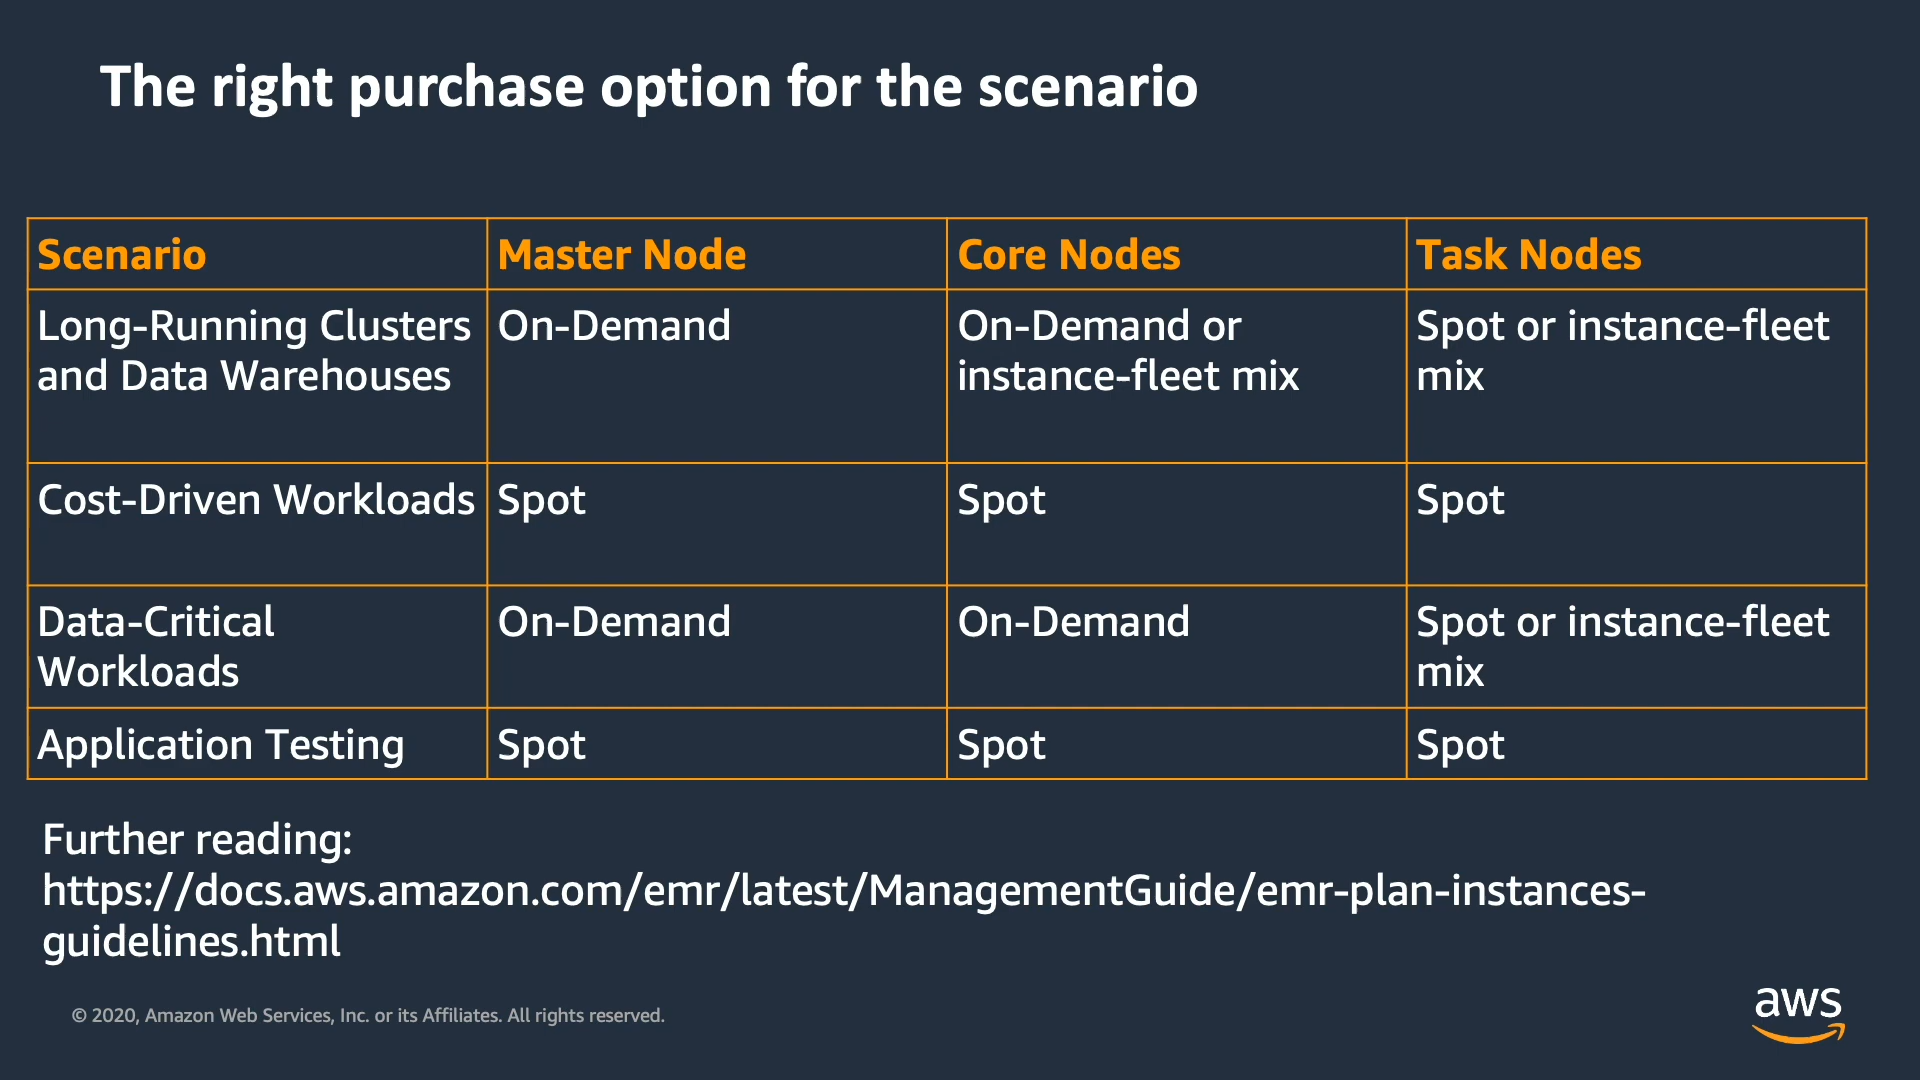 The right purchase option for the scenario
Scenario
Master Node
Core Nodes
Task Nodes
Long-Running Clusters
and Data Warehouses
On-Demand
On-Demand or
instance-fleet mix
Spot or instance-fleet
mix
Cost-Driven Workloads
Spot
Spot
Spot
Data-Critical
Workloads
On-Demand
On-Demand
Spot or instance-fleet
mix
Application Testing
Spot
Spot
Spot
Further reading:
https://docs.aws.amazon.com/emr/latest/ManagementGuide/emr-plan-instances-
guidelines.html
© 2020, Amazon Web Services, Inc. or its Affiliates. All rights reserved.
aws